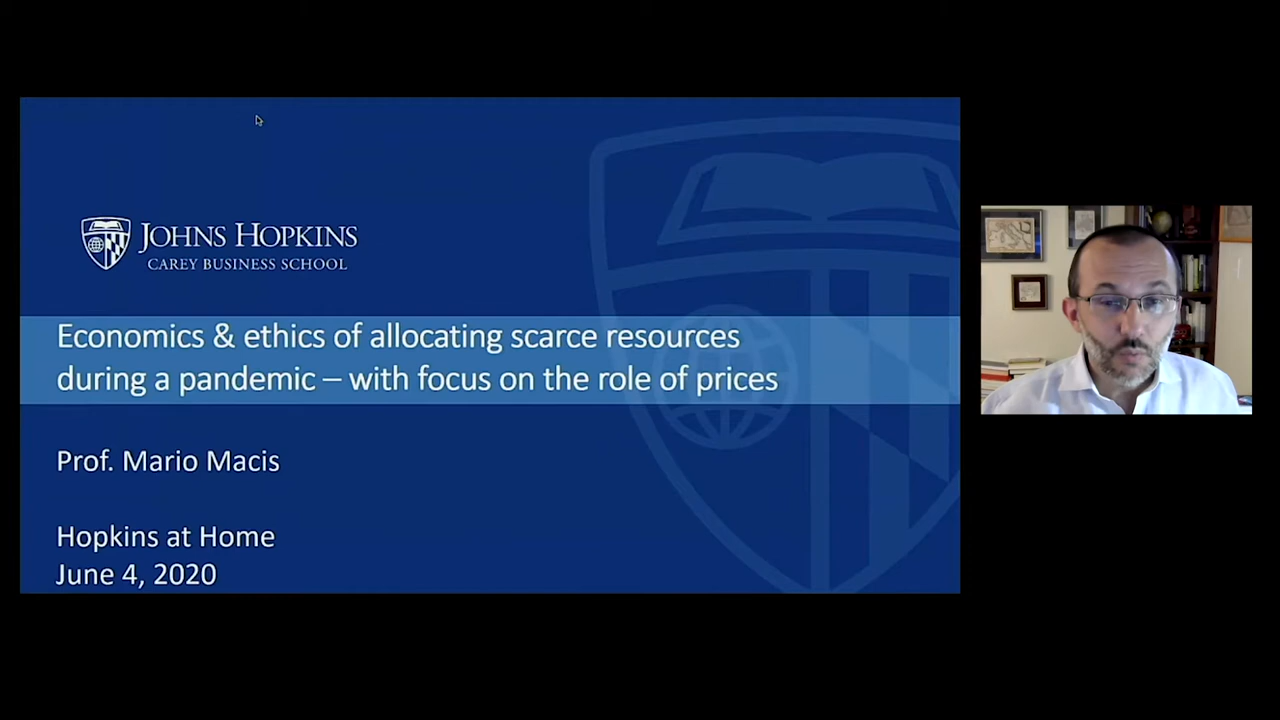 JOHNS HOPKINS
CAREY BUSINESS SCHOOL
Economics & ethics of allocating scarce resources
during a pandemic – with focus on the role of prices
Prof. Mario Macis
Hopkins at Home
June 4, 2020